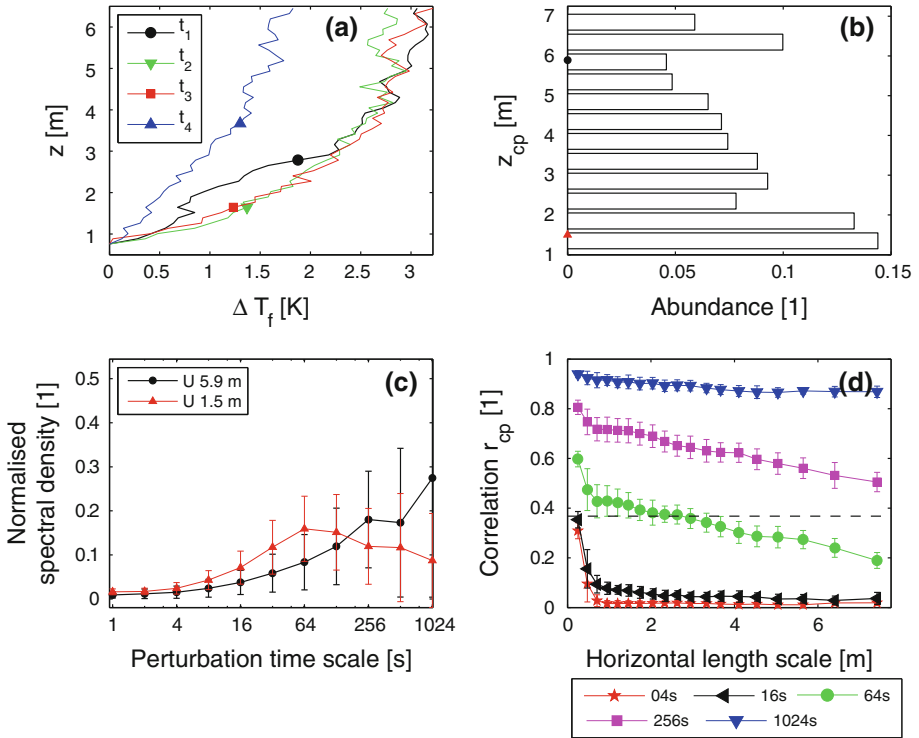 (a)
t1
t2
t3
t4
z [m]
6
5
4
3
2
1
0 0.5 1 1.5 2 2.5 3
Δ Tf [K]
(b)
zcp [m]
7
6
5
4
3
2
1
0 0.05 0.1 0.15
Abundance [1]
(c)
U 5.9 m
U 1.5 m
Normalised
spectral density [1]
0.5
0.4
0.3
0.2
0.1
0
1 4 16 64 256 1024
Perturbation time scale [s]
(d)
Correlation rcp [1]
1
0.8
0.6
0.4
0.2
0
0 2 4 6
Horizontal length scale [m]
04s 16s 64s
256s 1024s